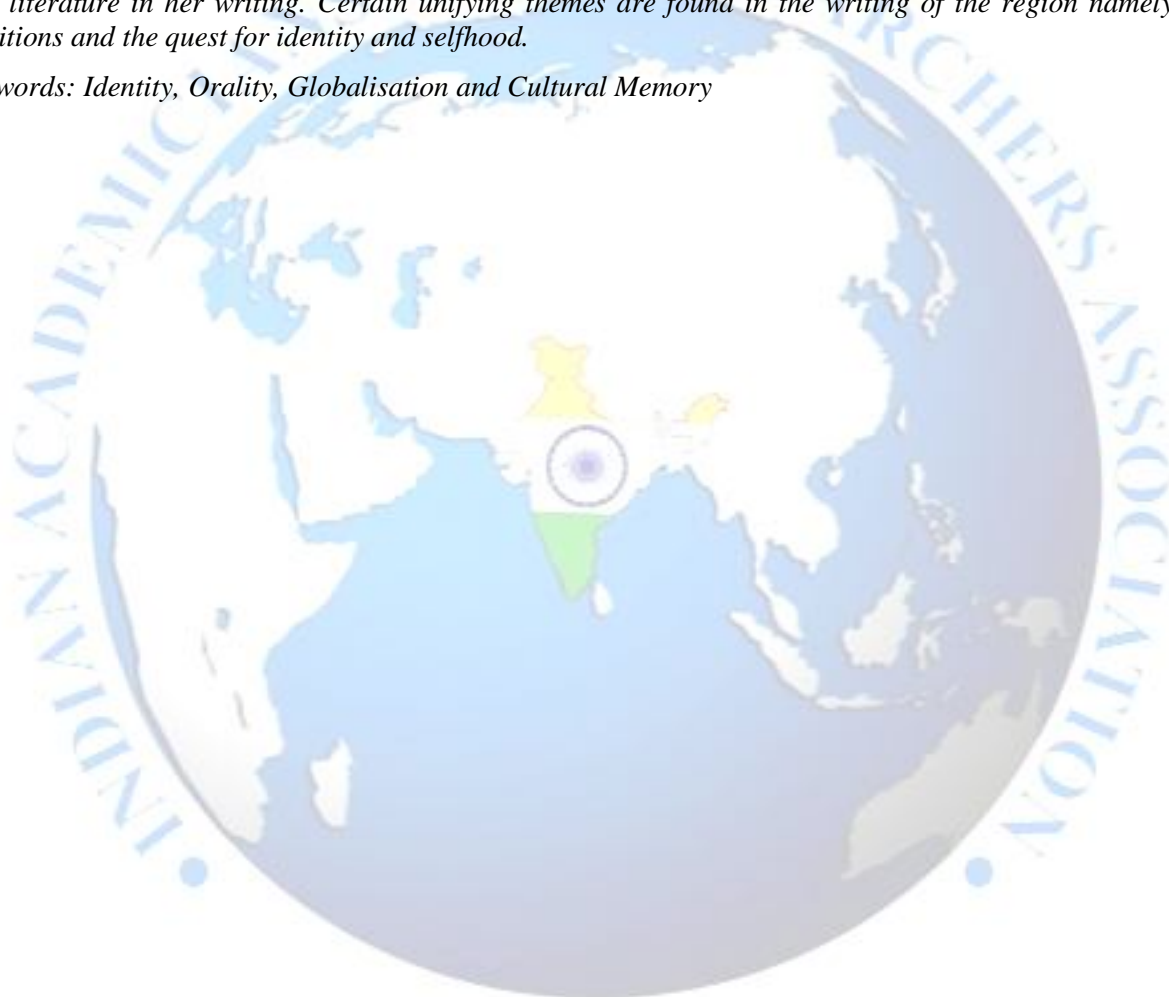 literature in her writing. Certain unifying themes are found in the writing of the region namely
itions and the quest for identity and selfhood.
words: Identity, Orality, Globalisation and Cultural Memory
INDIAN ACADEMIC RCHERS ASSOCIATION